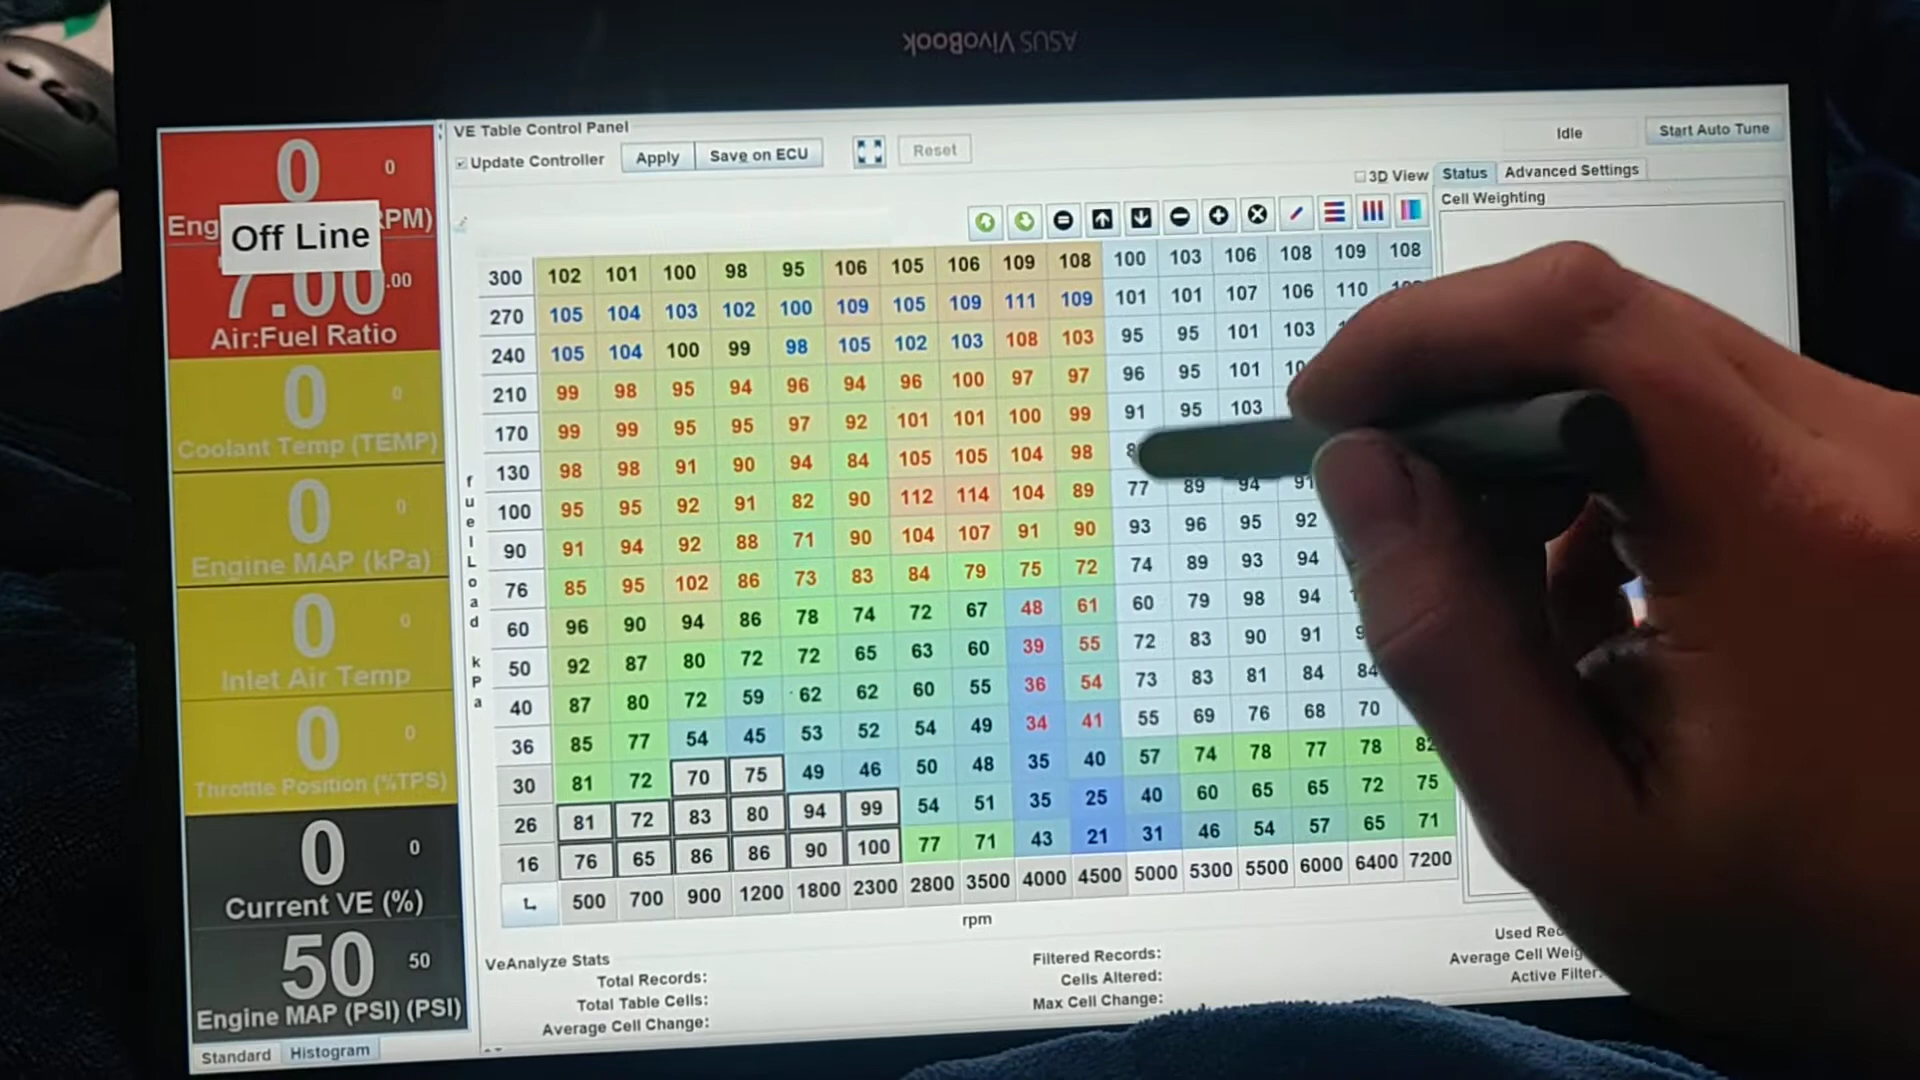 ASUS VivoBook
VE Table Control Panel
Update Controller
Apply
Save on ECU
Reset
Idle
Start Auto Tune
3D View
Status
Advanced Settings
Cell Weighting
0 0
Eng RPM)
Off Line
7.00 .00
Air:Fuel Ratio
0 0
Coolant Temp (TEMP)
0 0
Engine MAP (kPa)
0 0
Inlet Air Temp
0 0
Throttle Position (%TPS)
0 0
Current VE (%)
50 50
Engine MAP (PSI) (PSI)
Standard
Histogram
fuelLoad kPa
300 102 101 100 98 95 106 105 106 109 108 100 103 106 108 109 108
270 105 104 103 102 100 109 105 109 111 109 101 101 107 106 110
240 105 104 100 99 98 105 102 103 108 103 95 95 101 103
210 99 98 95 94 96 94 96 100 97 97 96 95 101
170 99 99 95 95 97 92 101 101 100 99 91 95 103
130 98 98 91 90 94 84 105 105 104 98
100 95 95 92 91 82 90 112 114 104 89 77 89 94 91
90 91 94 92 88 71 90 104 107 91 90 93 96 95 92
76 85 95 102 86 73 83 84 79 75 72 74 89 93 94
60 96 90 94 86 78 74 72 67 48 61 60 79 98 94
50 92 87 80 72 72 65 63 60 39 55 72 83 90 91
40 87 80 72 59 62 62 60 55 36 54 73 83 81 84 84
36 85 77 54 45 53 52 54 49 34 41 55 69 76 68 70
30 81 72 70 75 49 46 50 48 35 40 57 74 78 77 78 82
26 81 72 83 80 94 99 54 51 35 25 40 60 65 65 72 75
16 76 65 86 86 90 100 77 71 43 21 31 46 54 57 65 71
500 700 900 1200 1800 2300 2800 3500 4000 4500 5000 5300 5500 6000 6400 7200
rpm
VeAnalyze Stats
Total Records:
Total Table Cells:
Average Cell Change:
Filtered Records:
Cells Altered:
Max Cell Change:
Used Rec
Average Cell Weig
Active Filter: